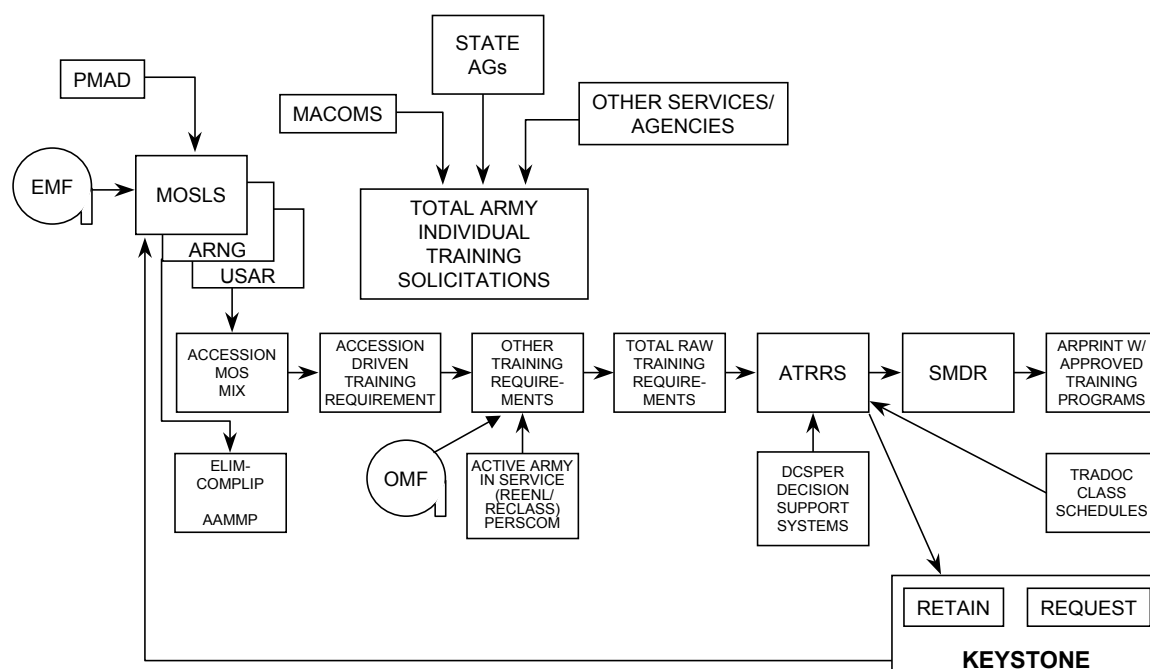 STATE
AGs
PMAD
MACOMS
OTHER SERVICES/
AGENCIES
EMF
MOSLS
ARNG
USAR
TOTAL ARMY
INDIVIDUAL
TRAINING
SOLICITATIONS
ACCESSION
MOS
MIX
ACCESSION
DRIVEN
TRAINING
REQUIREMENT
OTHER
TRAINING
REQUIRE-
MENTS
TOTAL RAW
TRAINING
REQUIRE-
MENTS
ATRRS
SMDR
ARPRINT W/
APPROVED
TRAINING
PROGRAMS
ELIM-
COMPLIP
AAMMP
OMF
ACTIVE ARMY
IN SERVICE
(REENL/
RECLASS)
PERSCOM
DCSPER
DECISION
SUPPORT
SYSTEMS
TRADOC
CLASS
SCHEDULES
RETAIN
REQUEST
KEYSTONE